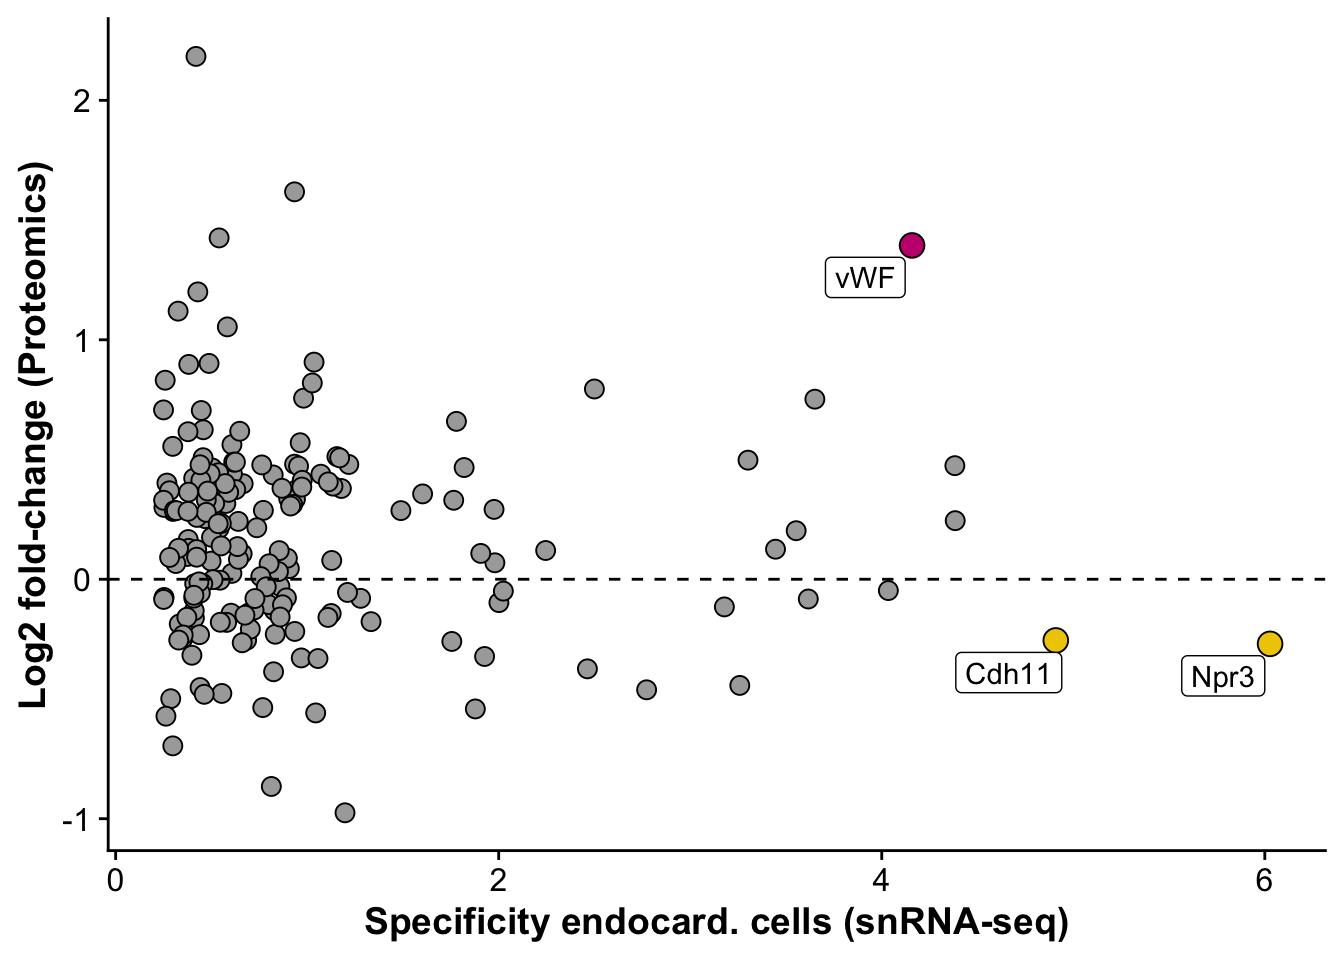 Log2 fold-change (Proteomics)
2
1
0
-1
vWF
Cdh11
Npr3
0 2 4 6
Specificity endocard. cells (snRNA-seq)